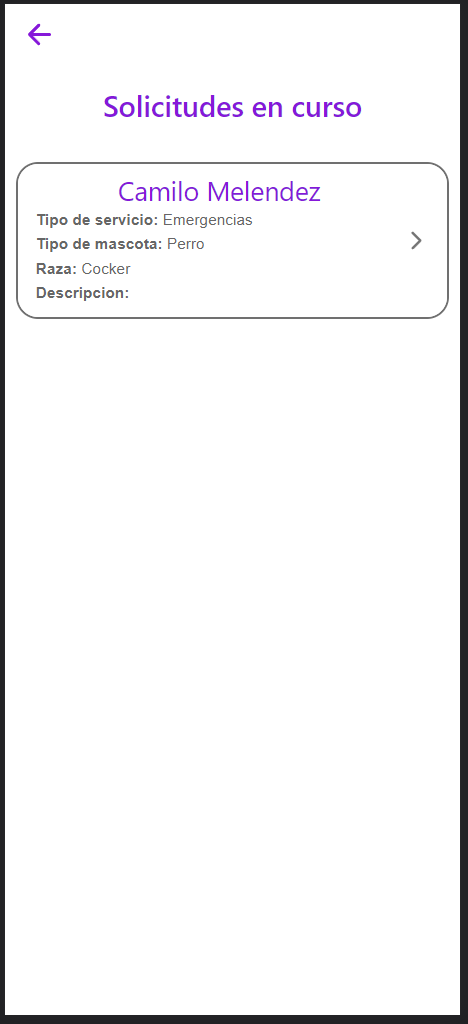 Solicitudes en curso
Camilo Melendez
Tipo de servicio: Emergencias
Tipo de mascota: Perro
Raza: Cocker
Descripcion: